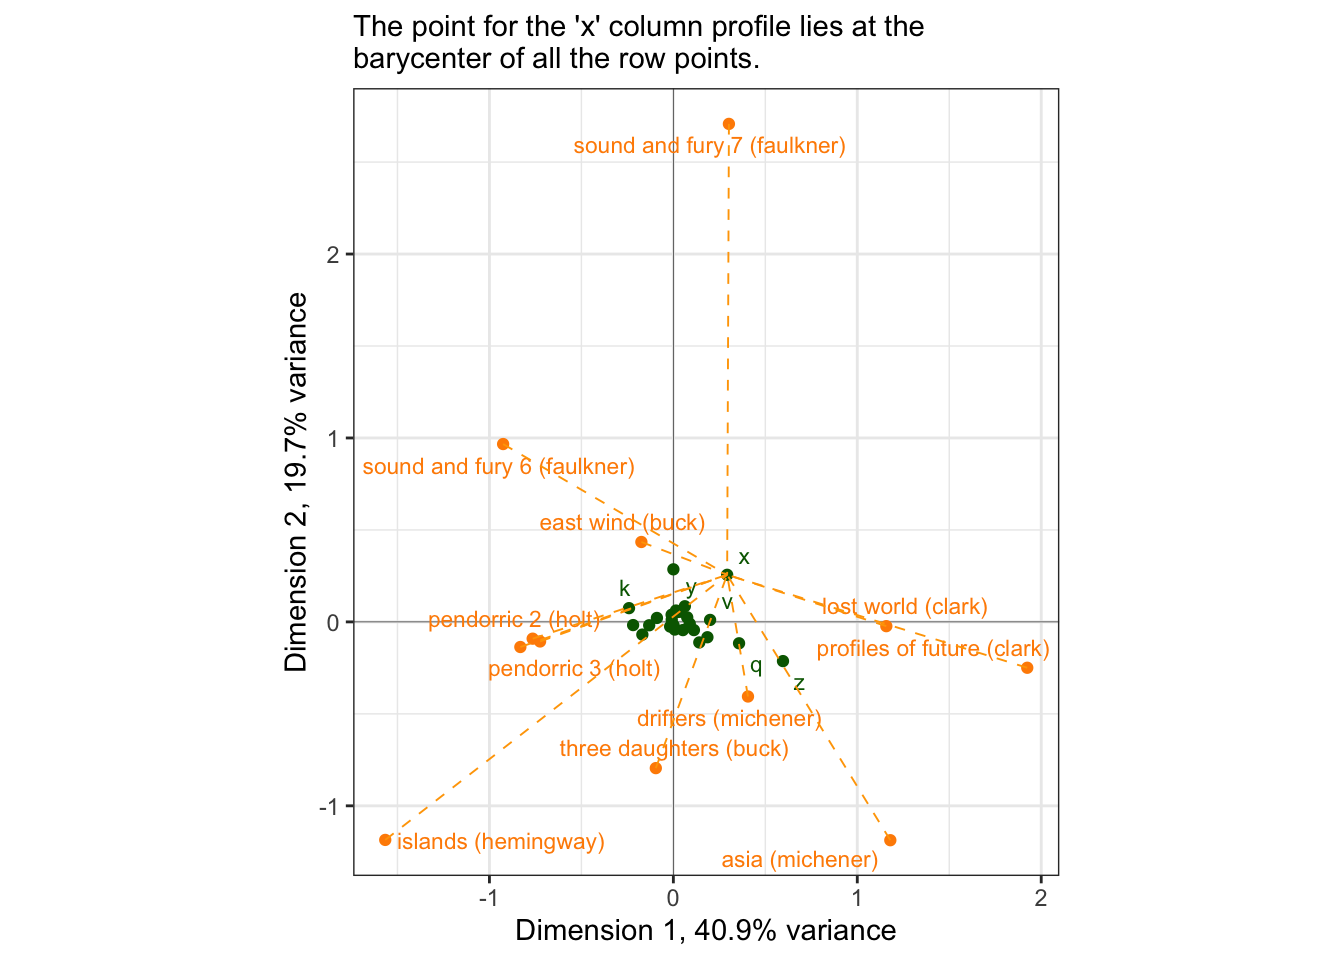 The point for the 'x' column profile lies at the
barycenter of all the row points.
sound and fury 7 (faulkner)
2
sound and fury 6 (faulkner)
1
east wind (buck)
x
k
y
v
lost world (clark)
pendorric 2 (holt)
0
profiles of future (clark)
pendorric 3 (holt)
q
z
drifters (michener)
three daughters (buck)
-1
islands (hemingway)
asia (michener)
-1
0
1
2
Dimension 1, 40.9% variance
Dimension 2, 19.7% variance